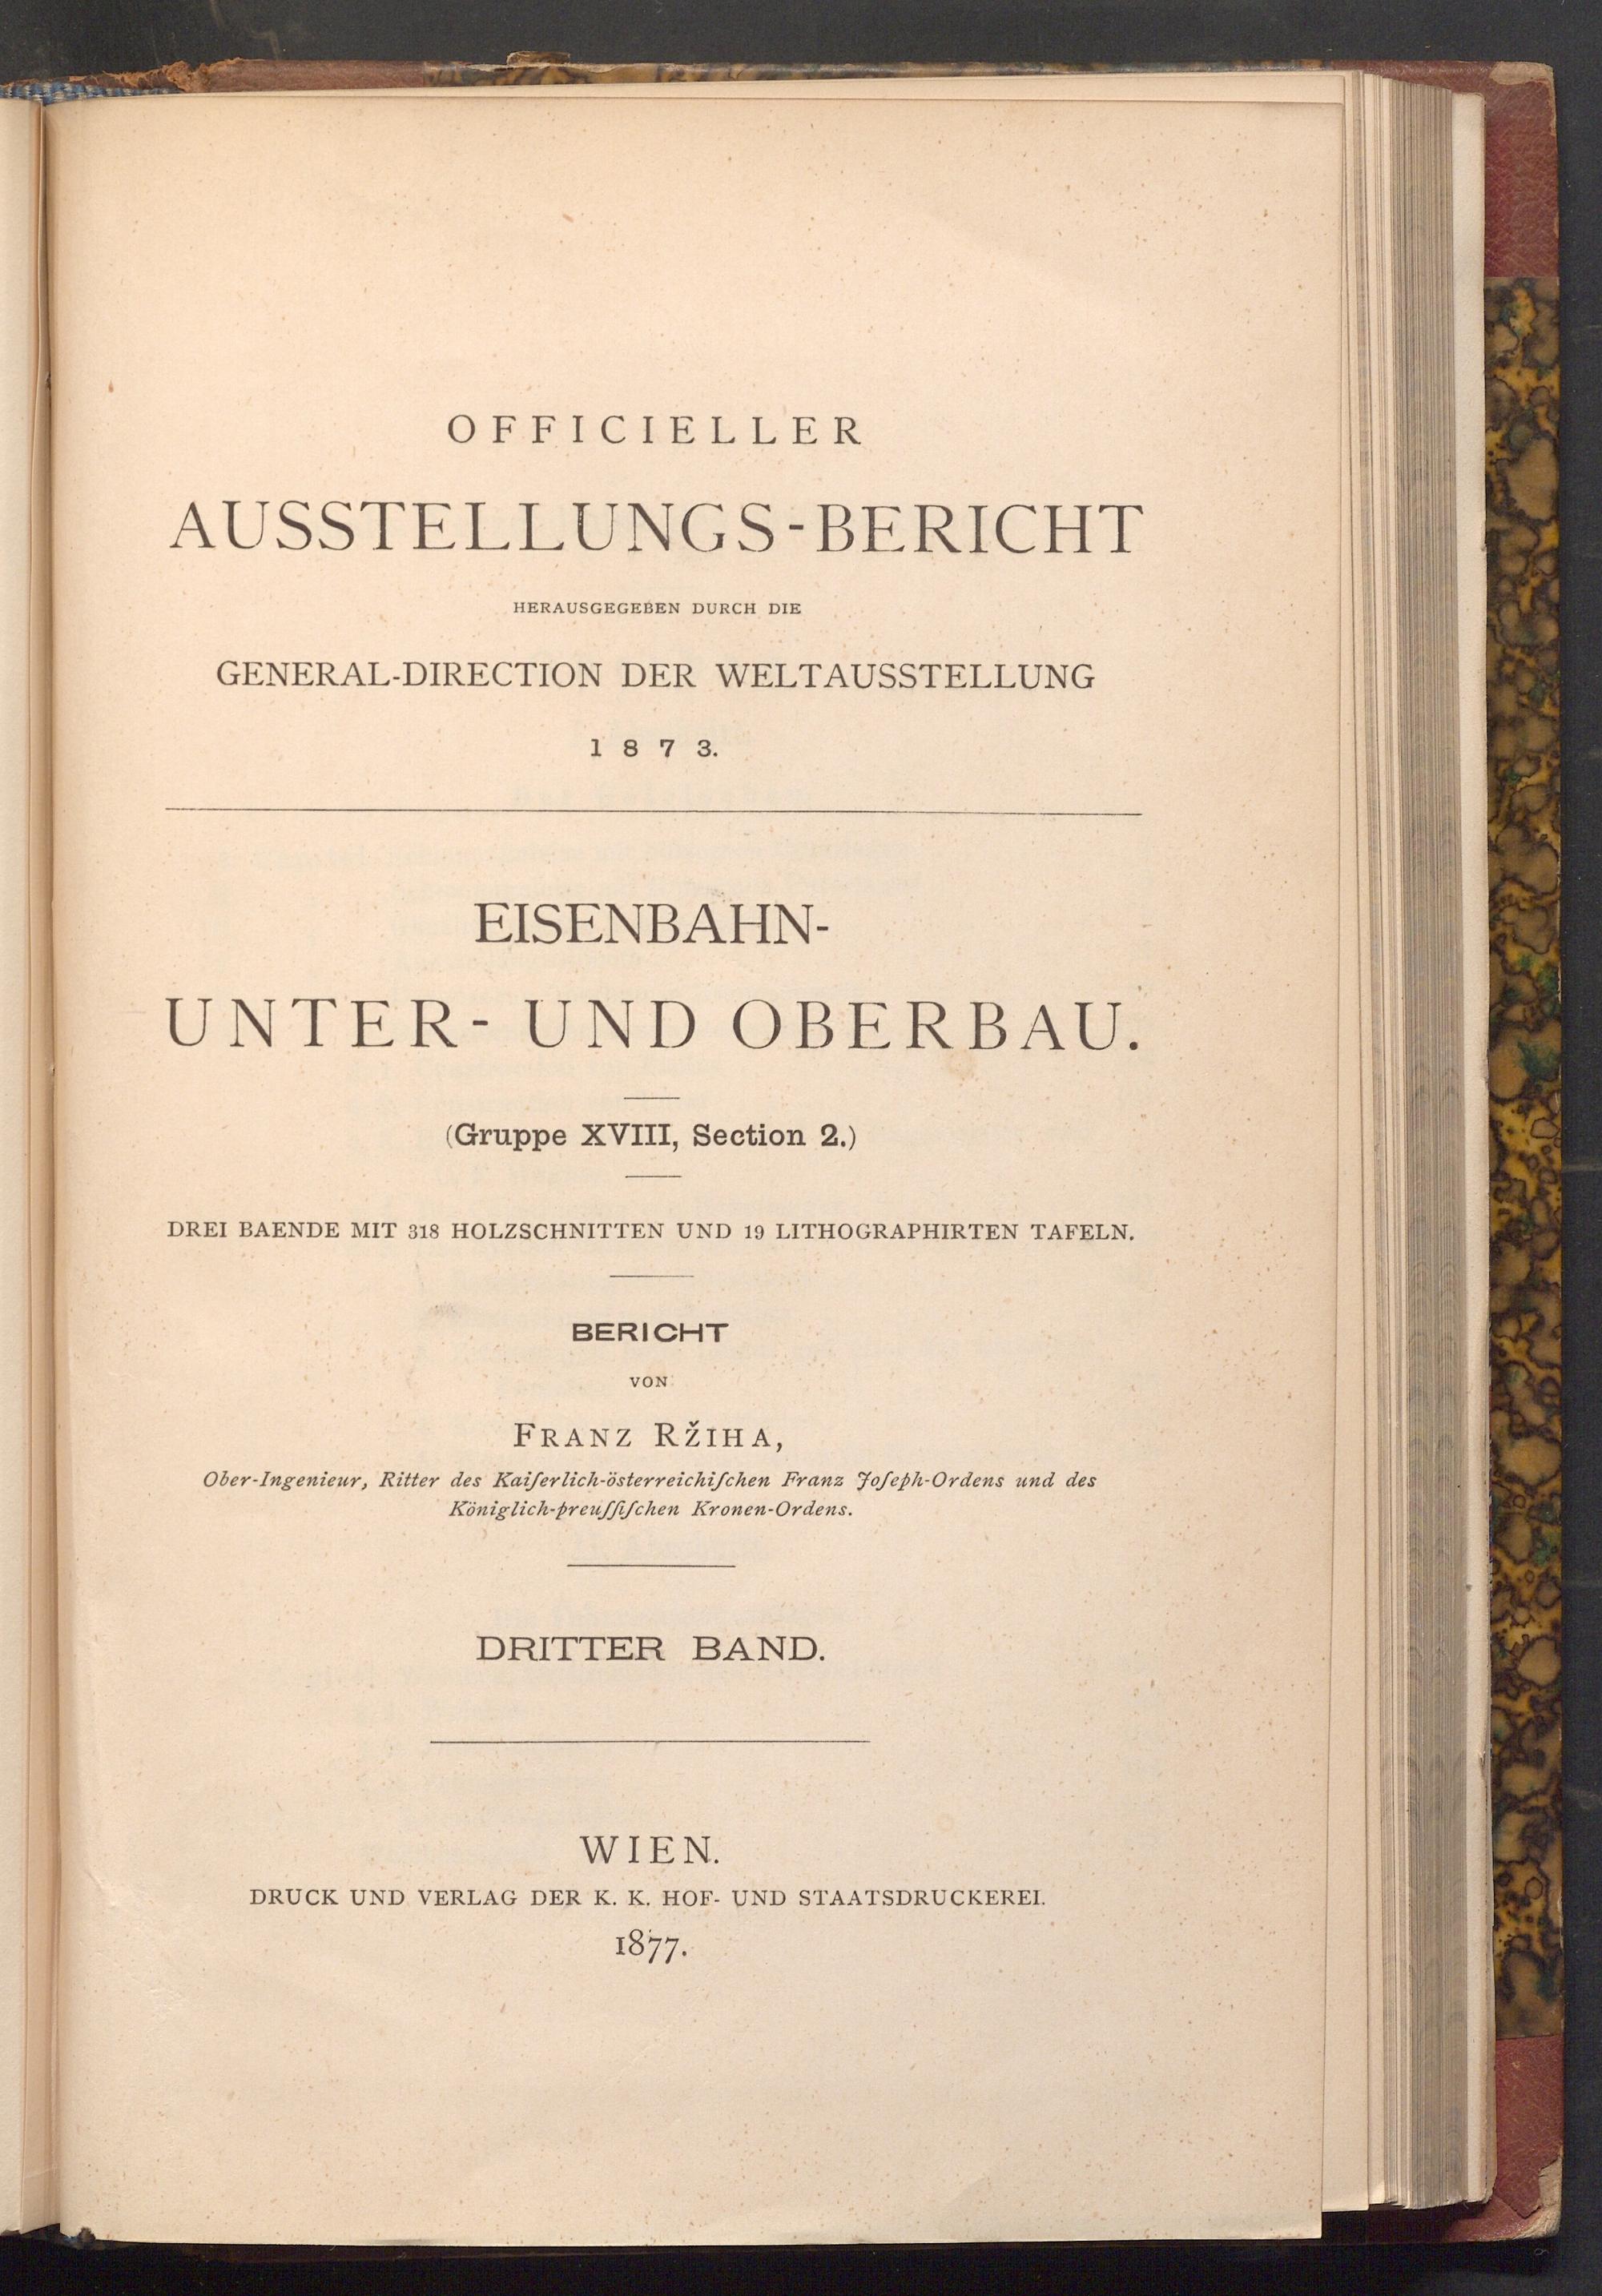 OFFICIELLER
AUSSTELLUNGS-BERICHT
HERAUSGEGEBEN DURCH DIE
GENERAL-DIRECTION DER WELTAUSSTELLUNG
1873.
EISENBAHN-
UNTER- UND OBERBAU.
(Gruppe XVIII, Section 2.)
DREI BAENDE MIT 318 HOLZSCHNITTEN UND 19 LITHOGRAPHIRTEN TAFELN.
BERICHT
VON
FRANZ RŽIHA,
Ober-Ingenieur, Ritter des Kaiſerlich-öſterreichiſchen Franz Joſeph-Ordens und des
Königlich-preuſſiſchen Kronen-Ordens.
DRITTER BAND.
WIEN.
DRUCK UND VERLAG DER K. K. HOF- UND STAATSDRUCKEREI.
1877.